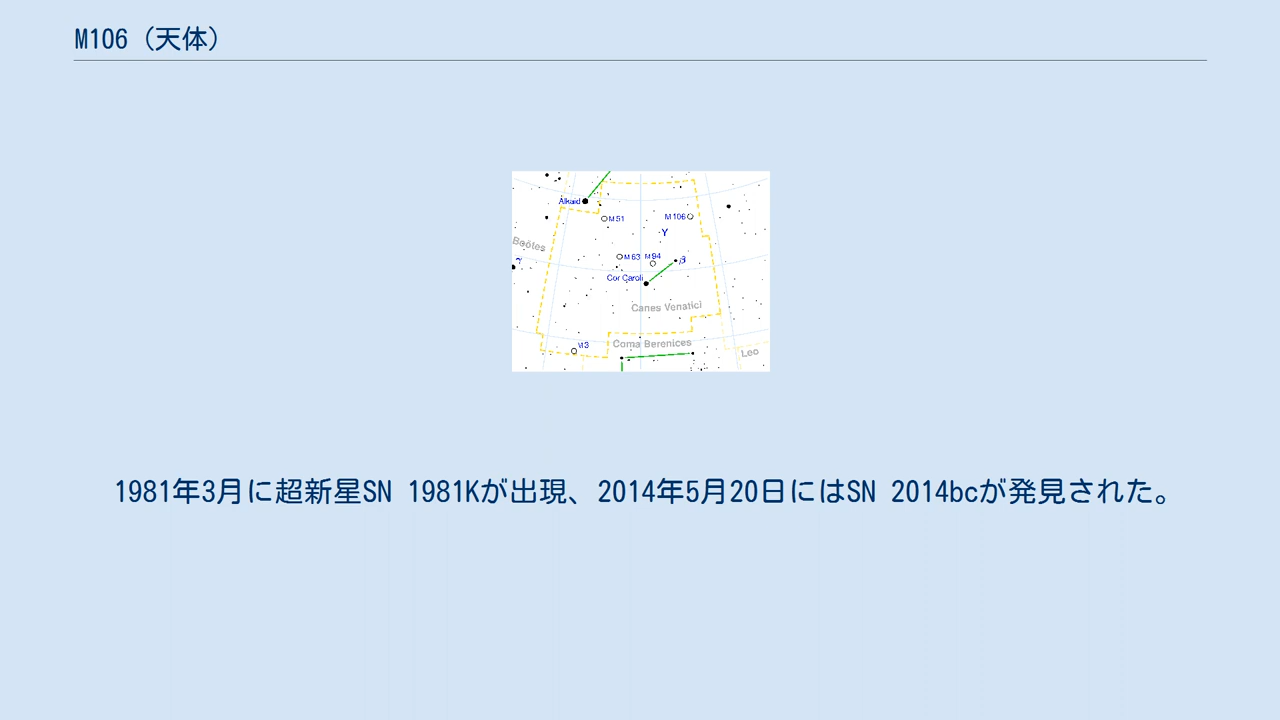 M106（天体）
Alkaid
M51
M106
γ
Boötes
γ
M63
M94
β
Cor Caroli
Canes Venatici
M3
Coma Berenices
Leo
1981年3月に超新星SN 1981Kが出現、2014年5月20日にはSN 2014bcが発見された。